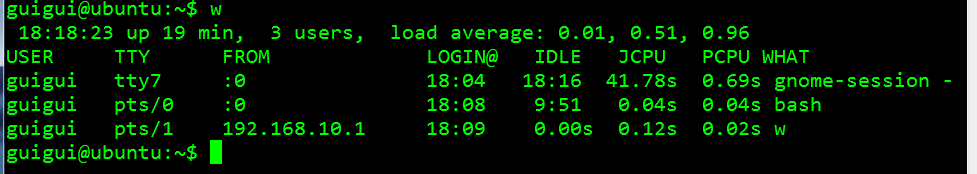 guigui@ubuntu:~$ w
 18:18:23 up 19 min,  3 users,  load average: 0.01, 0.51, 0.96
USER     TTY      FROM             LOGIN@   IDLE   JCPU   PCPU WHAT
guigui   tty7     :0               18:04   18:16  41.78s  0.69s gnome-session -
guigui   pts/0    :0               18:08    9:51   0.04s  0.04s bash
guigui   pts/1    192.168.10.1     18:09    0.00s  0.12s  0.02s w
guigui@ubuntu:~$